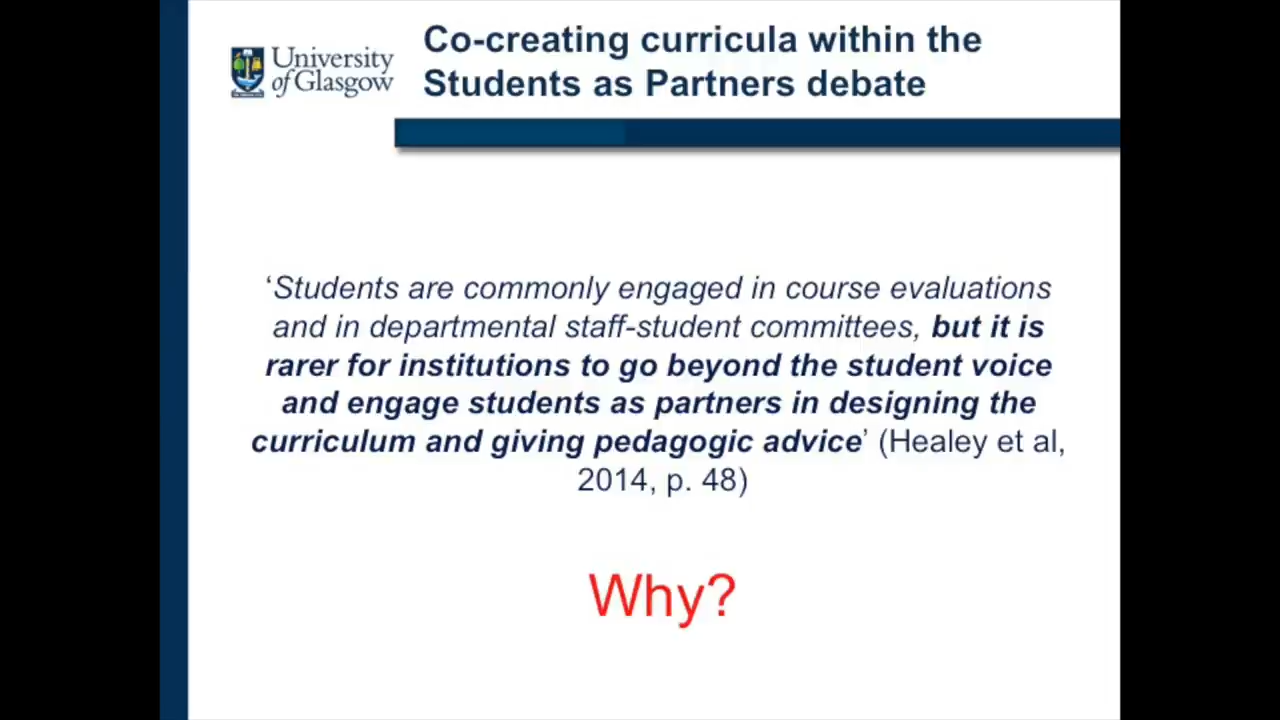 University
of Glasgow
Co-creating curricula within the
Students as Partners debate
‘Students are commonly engaged in course evaluations
and in departmental staff-student committees, but it is
rarer for institutions to go beyond the student voice
and engage students as partners in designing the
curriculum and giving pedagogic advice’ (Healey et al,
2014, p. 48)
Why?